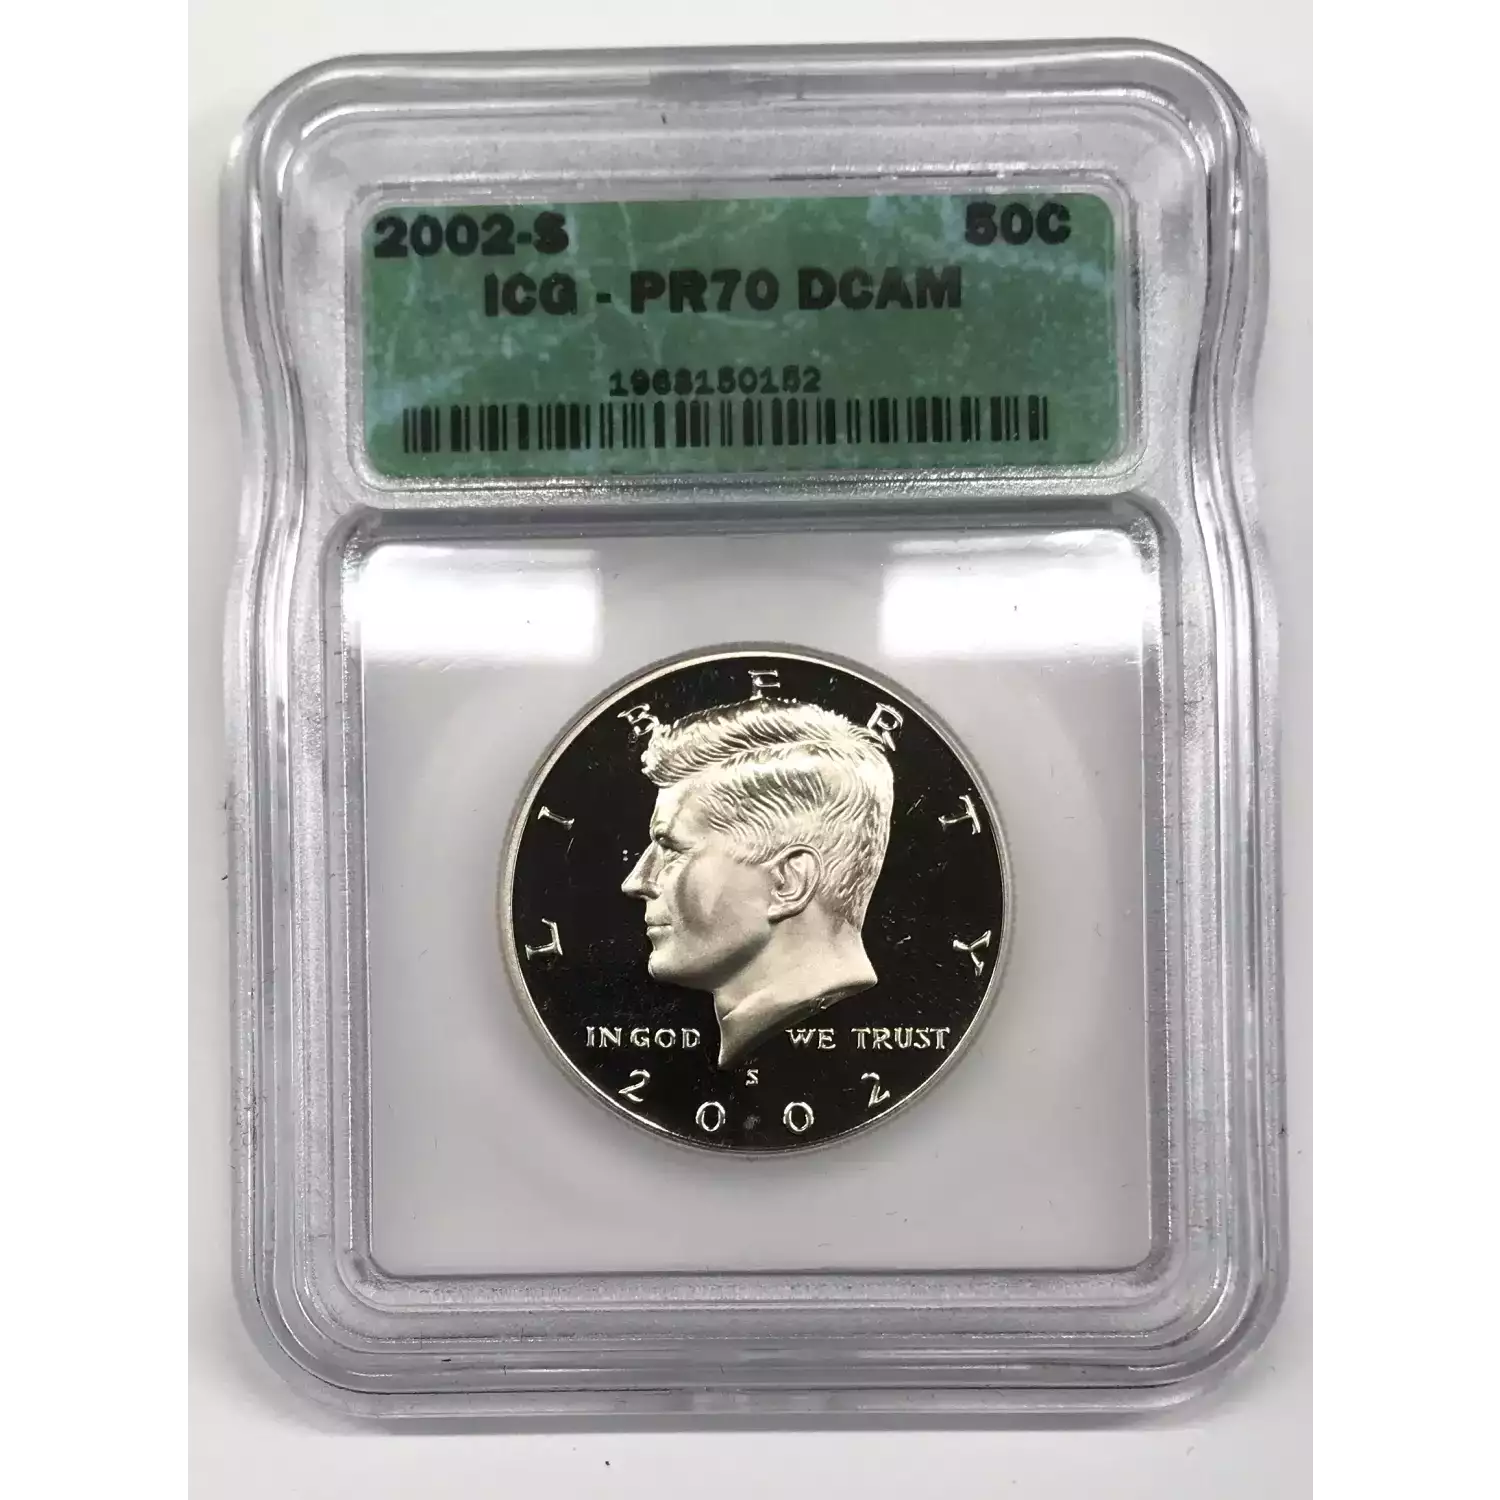 2002-S 50C
ICG - PR70 DCAM
1968150152
LIBERTY
IN GOD WE TRUST
S
2002